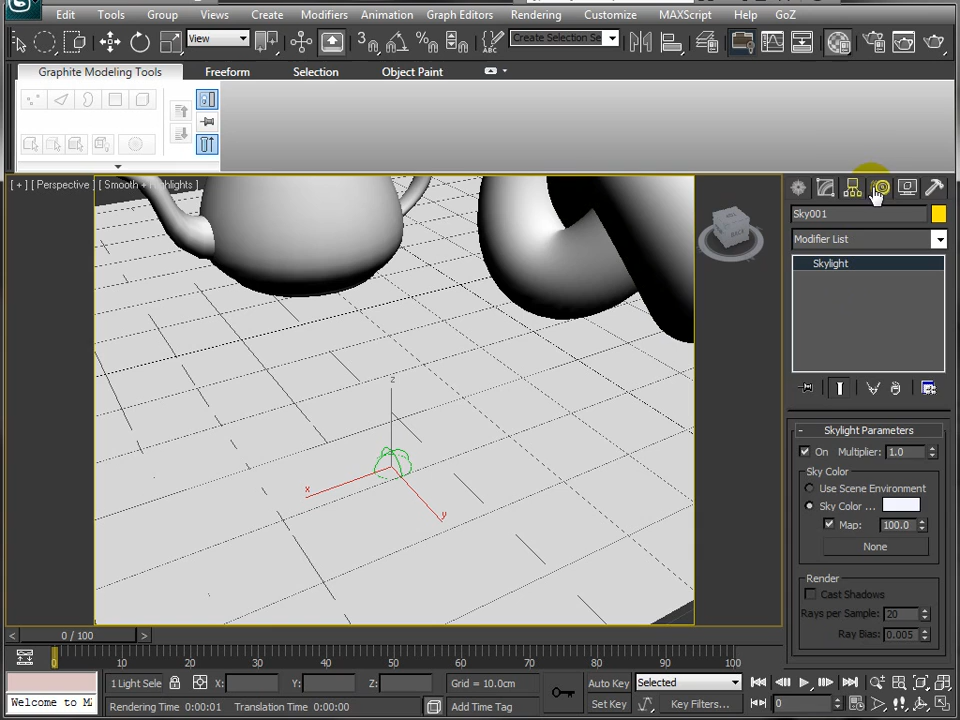 Edit Tools Group Views Create Modifiers Animation Graph Editors Rendering Customize MAXScript Help GoZ
View
3
ABC
Create Selection Se
Graphite Modeling Tools Freeform Selection Object Paint
[ + ] [ Perspective ] [ Smooth + Highlights ]
BACK
Sky001
Modifier List
Skylight
z
x
y
- Skylight Parameters
On Multiplier: 1.0
Sky Color
Use Scene Environment
Sky Color ...
Map: 100.0
None
Render
Cast Shadows
Rays per Sample: 20
Ray Bias: 0.005
< 0 / 100 >
0 10 20 30 40 50 60 70 80 90 100
1 Light Sele X: Y: Z: Grid = 10.0cm Auto Key Selected
Welcome to M
Rendering Time 0:00:01 Translation Time 0:00:00 Add Time Tag Set Key Key Filters... 0